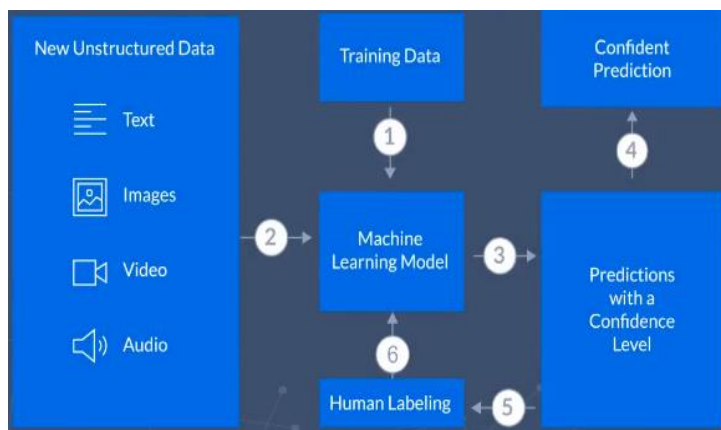 New Unstructured Data
Text
Images
Video
Audio
Training Data
1
2
Machine
Learning Model
3
6
Human Labeling
5
Confident
Prediction
4
Predictions
with a
Confidence
Level